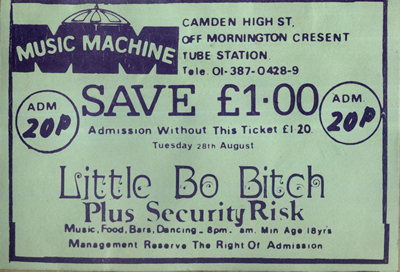 MUSIC MACHINE
CAMDEN HIGH ST,
OFF MORNINGTON CRESENT
TUBE STATION.
Tele. 01-387-0428-9
ADM
20P
SAVE £1·00
ADM
20P
Admission Without This Ticket £1.20
Tuesday 28th August
Little Bo Bitch
Plus Security Risk
Music, Food, Bars, Dancing_ 8pm. am. Min Age 18yrs
Management Reserve The Right Of Admission